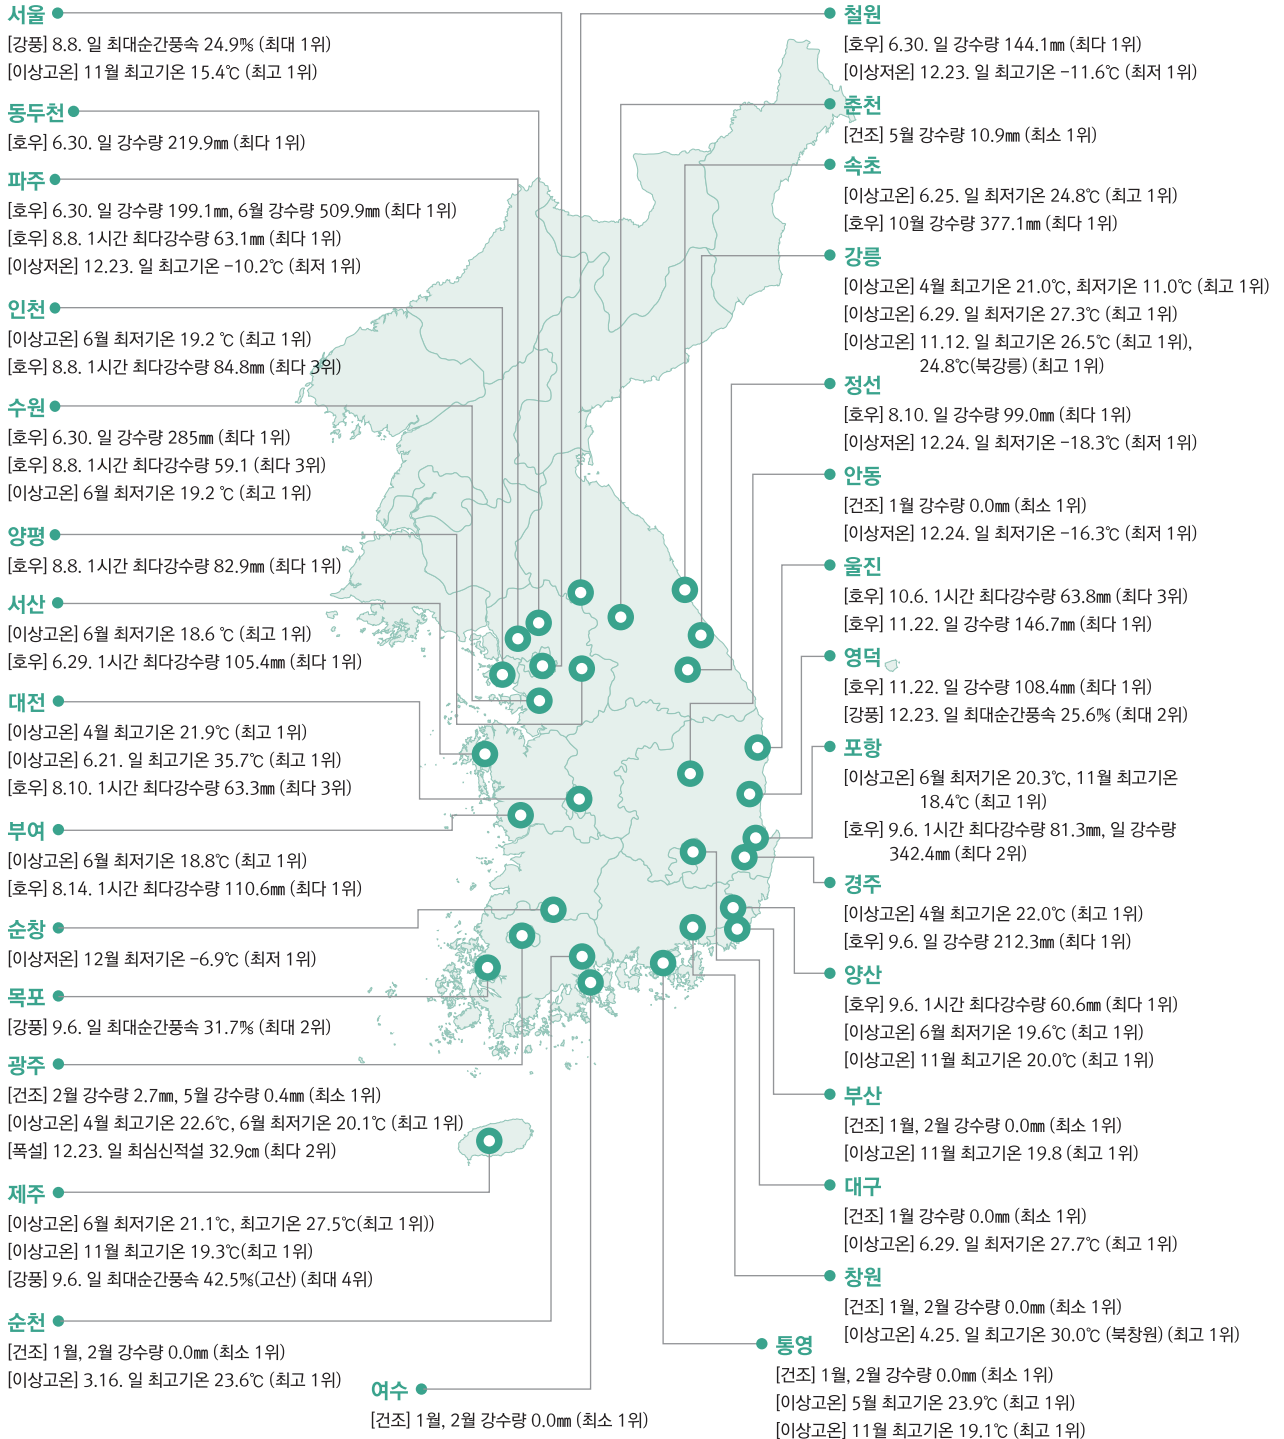 서울
[강풍] 8.8. 일 최대순간풍속 24.9㎧ (최대 1위)
[이상고온] 11월 최고기온 15.4℃ (최고 1위)
동두천
[호우] 6.30. 일 강수량 219.9㎜ (최다 1위)
파주
[호우] 6.30. 일 강수량 199.1㎜, 6월 강수량 509.9㎜ (최다 1위)
[호우] 8.8. 1시간 최다강수량 63.1㎜ (최다 1위)
[이상저온] 12.23. 일 최고기온 -10.2℃ (최저 1위)
인천
[이상고온] 6월 최저기온 19.2 ℃ (최고 1위)
[호우] 8.8. 1시간 최다강수량 84.8㎜ (최다 3위)
수원
[호우] 6.30. 일 강수량 285㎜ (최다 1위)
[호우] 8.8. 1시간 최다강수량 59.1 (최다 3위)
[이상고온] 6월 최저기온 19.2 ℃ (최고 1위)
양평
[호우] 8.8. 1시간 최다강수량 82.9㎜ (최다 1위)
서산
[이상고온] 6월 최저기온 18.6 ℃ (최고 1위)
[호우] 6.29. 1시간 최다강수량 105.4㎜ (최다 1위)
대전
[이상고온] 4월 최고기온 21.9℃ (최고 1위)
[이상고온] 6.21. 일 최고기온 35.7℃ (최고 1위)
[호우] 8.10. 1시간 최다강수량 63.3㎜ (최다 3위)
부여
[이상고온] 6월 최저기온 18.8℃ (최고 1위)
[호우] 8.14. 1시간 최다강수량 110.6㎜ (최다 1위)
순창
[이상저온] 12월 최저기온 -6.9℃ (최저 1위)
목포
[강풍] 9.6. 일 최대순간풍속 31.7㎧ (최대 2위)
광주
[건조] 2월 강수량 2.7㎜, 5월 강수량 0.4㎜ (최소 1위)
[이상고온] 4월 최고기온 22.6℃, 6월 최저기온 20.1℃ (최고 1위)
[폭설] 12.23. 일 최심신적설 32.9㎝ (최다 2위)
제주
[이상고온] 6월 최저기온 21.1℃, 최고기온 27.5℃(최고 1위))
[이상고온] 11월 최고기온 19.3℃(최고 1위)
[강풍] 9.6. 일 최대순간풍속 42.5㎧(고산) (최대 4위)
순천
[건조] 1월, 2월 강수량 0.0㎜ (최소 1위)
[이상고온] 3.16. 일 최고기온 23.6℃ (최고 1위)
여수
[건조] 1월, 2월 강수량 0.0㎜ (최소 1위)
철원
[호우] 6.30. 일 강수량 144.1㎜ (최다 1위)
[이상저온] 12.23. 일 최고기온 -11.6℃ (최저 1위)
춘천
[건조] 5월 강수량 10.9㎜ (최소 1위)
속초
[이상고온] 6.25. 일 최저기온 24.8℃ (최고 1위)
[호우] 10월 강수량 377.1㎜ (최다 1위)
강릉
[이상고온] 4월 최고기온 21.0℃, 최저기온 11.0℃ (최고 1위)
[이상고온] 6.29. 일 최저기온 27.3℃ (최고 1위)
[이상고온] 11.12. 일 최고기온 26.5℃ (최고 1위),
24.8℃(북강릉) (최고 1위)
정선
[호우] 8.10. 일 강수량 99.0㎜ (최다 1위)
[이상저온] 12.24. 일 최저기온 -18.3℃ (최저 1위)
안동
[건조] 1월 강수량 0.0㎜ (최소 1위)
[이상저온] 12.24. 일 최저기온 -16.3℃ (최저 1위)
울진
[호우] 10.6. 1시간 최다강수량 63.8㎜ (최다 3위)
[호우] 11.22. 일 강수량 146.7㎜ (최다 1위)
영덕
[호우] 11.22. 일 강수량 108.4㎜ (최다 1위)
[강풍] 12.23. 일 최대순간풍속 25.6㎧ (최대 2위)
포항
[이상고온] 6월 최저기온 20.3℃, 11월 최고기온
18.4℃ (최고 1위)
[호우] 9.6. 1시간 최다강수량 81.3㎜, 일 강수량
342.4㎜ (최다 2위)
경주
[이상고온] 4월 최고기온 22.0℃ (최고 1위)
[호우] 9.6. 일 강수량 212.3㎜ (최다 1위)
양산
[호우] 9.6. 1시간 최다강수량 60.6㎜ (최다 1위)
[이상고온] 6월 최저기온 19.6℃ (최고 1위)
[이상고온] 11월 최고기온 20.0℃ (최고 1위)
부산
[건조] 1월, 2월 강수량 0.0㎜ (최소 1위)
[이상고온] 11월 최고기온 19.8 (최고 1위)
대구
[건조] 1월 강수량 0.0㎜ (최소 1위)
[이상고온] 6.29. 일 최저기온 27.7℃ (최고 1위)
창원
[건조] 1월, 2월 강수량 0.0㎜ (최소 1위)
[이상고온] 4.25. 일 최고기온 30.0℃ (북창원) (최고 1위)
통영
[건조] 1월, 2월 강수량 0.0㎜ (최소 1위)
[이상고온] 5월 최고기온 23.9℃ (최고 1위)
[이상고온] 11월 최고기온 19.1℃ (최고 1위)